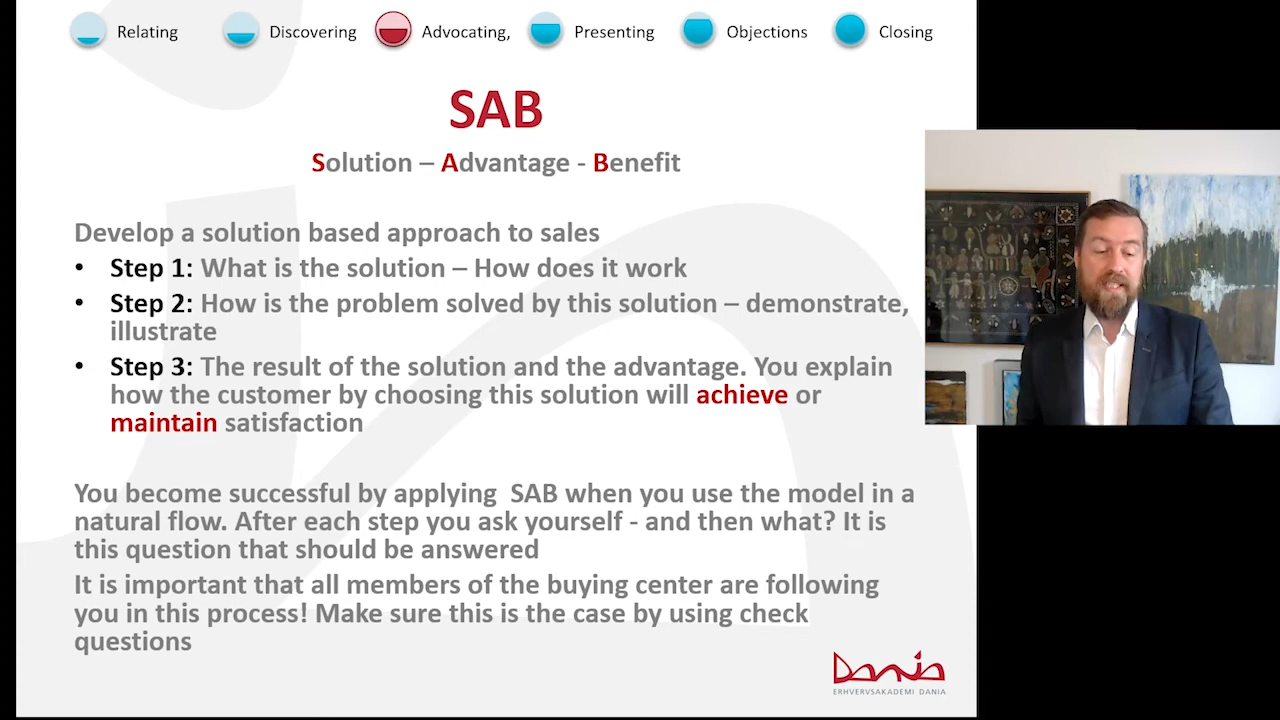 Relating Discovering Advocating, Presenting Objections Closing
SAB
Solution – Advantage - Benefit
Develop a solution based approach to sales
• Step 1: What is the solution – How does it work
• Step 2: How is the problem solved by this solution – demonstrate,
illustrate
• Step 3: The result of the solution and the advantage. You explain
how the customer by choosing this solution will achieve or
maintain satisfaction
You become successful by applying  SAB when you use the model in a
natural flow. After each step you ask yourself - and then what? It is
this question that should be answered
It is important that all members of the buying center are following
you in this process! Make sure this is the case by using check
questions
Dania
ERHVERVSAKADEMI DANIA